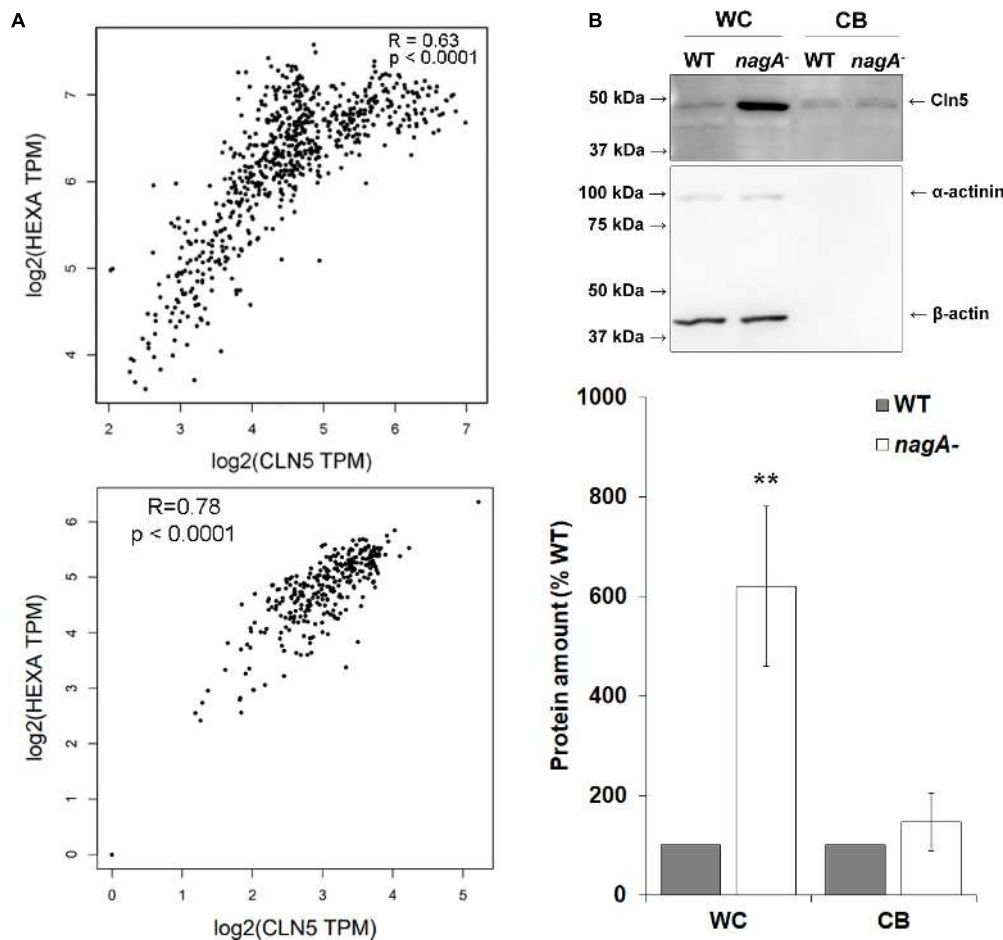 A
R = 0.63
p < 0.0001
7
6
5
4
log2(HEXA TPM)
2 3 4 5 6 7
log2(CLN5 TPM)
R=0.78
p < 0.0001
6
5
4
3
2
1
0
log2(HEXA TPM)
0 1 2 3 4 5
log2(CLN5 TPM)
B
WC CB
WT nagA- WT nagA-
50 kDa →
← Cln5
37 kDa →
100 kDa →
← α-actinin
75 kDa →
50 kDa →
← β-actin
37 kDa →
1000
WT
nagA-
800
**
600
400
200
0
Protein amount (% WT)
WC CB